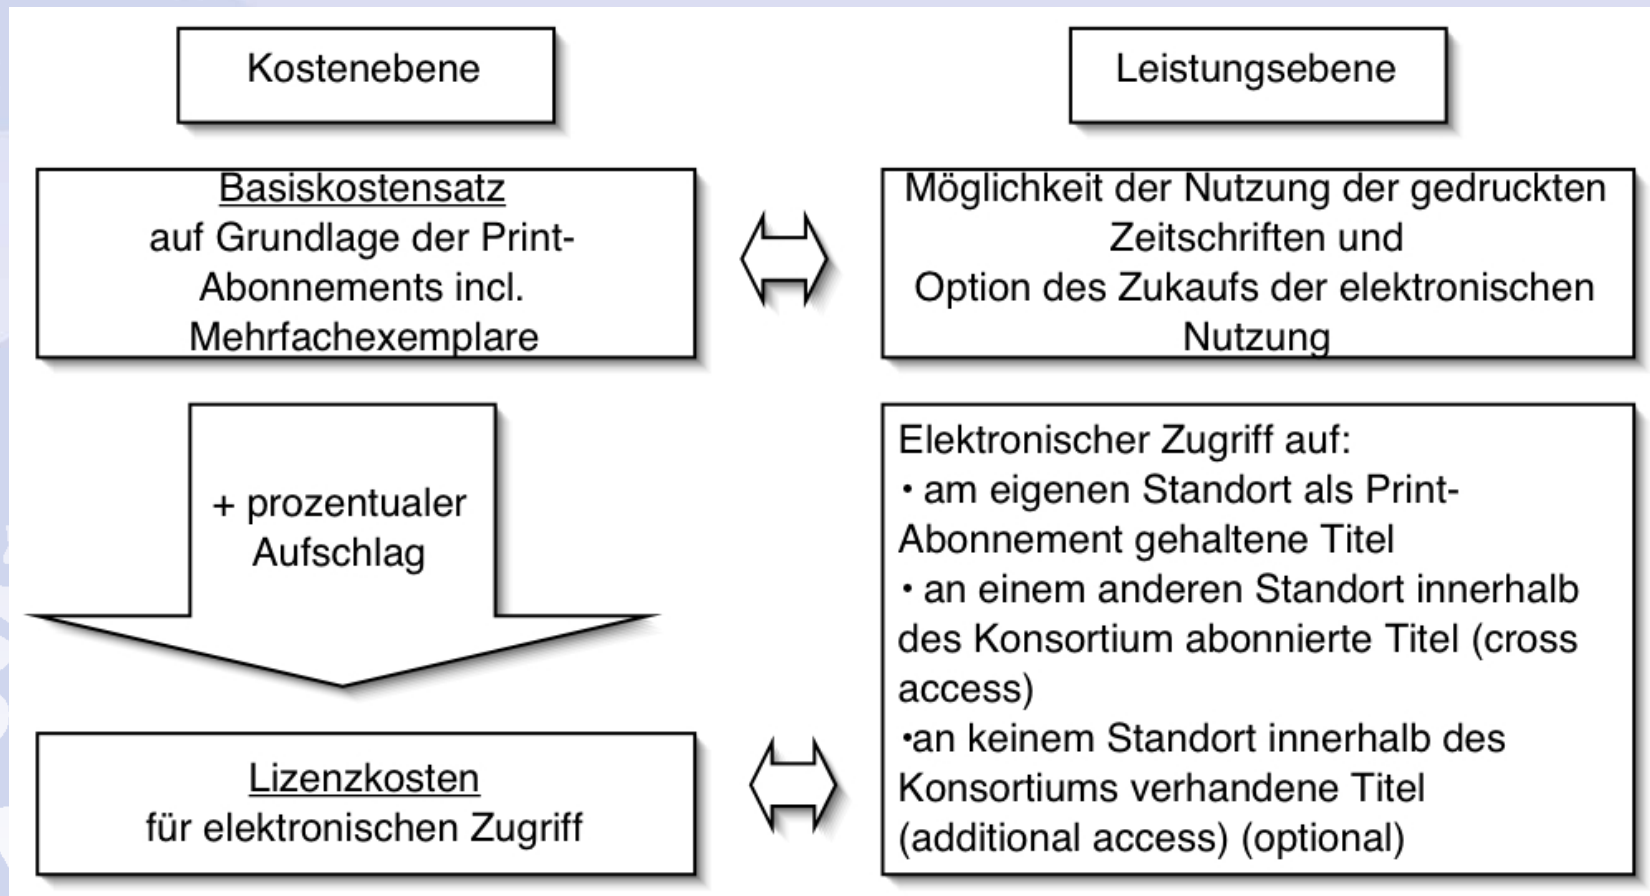 Kostenebene
Leistungsebene
Basiskostensatz
auf Grundlage der Print-
Abonnements incl.
Mehrfachexemplare
Möglichkeit der Nutzung der gedruckten
Zeitschriften und
Option des Zukaufs der elektronischen
Nutzung
+ prozentualer
Aufschlag
Lizenzkosten
für elektronischen Zugriff
Elektronischer Zugriff auf:
• am eigenen Standort als Print-
Abonnement gehaltene Titel
• an einem anderen Standort innerhalb
des Konsortium abonnierte Titel (cross
access)
•an keinem Standort innerhalb des
Konsortiums verhandene Titel
(additional access) (optional)